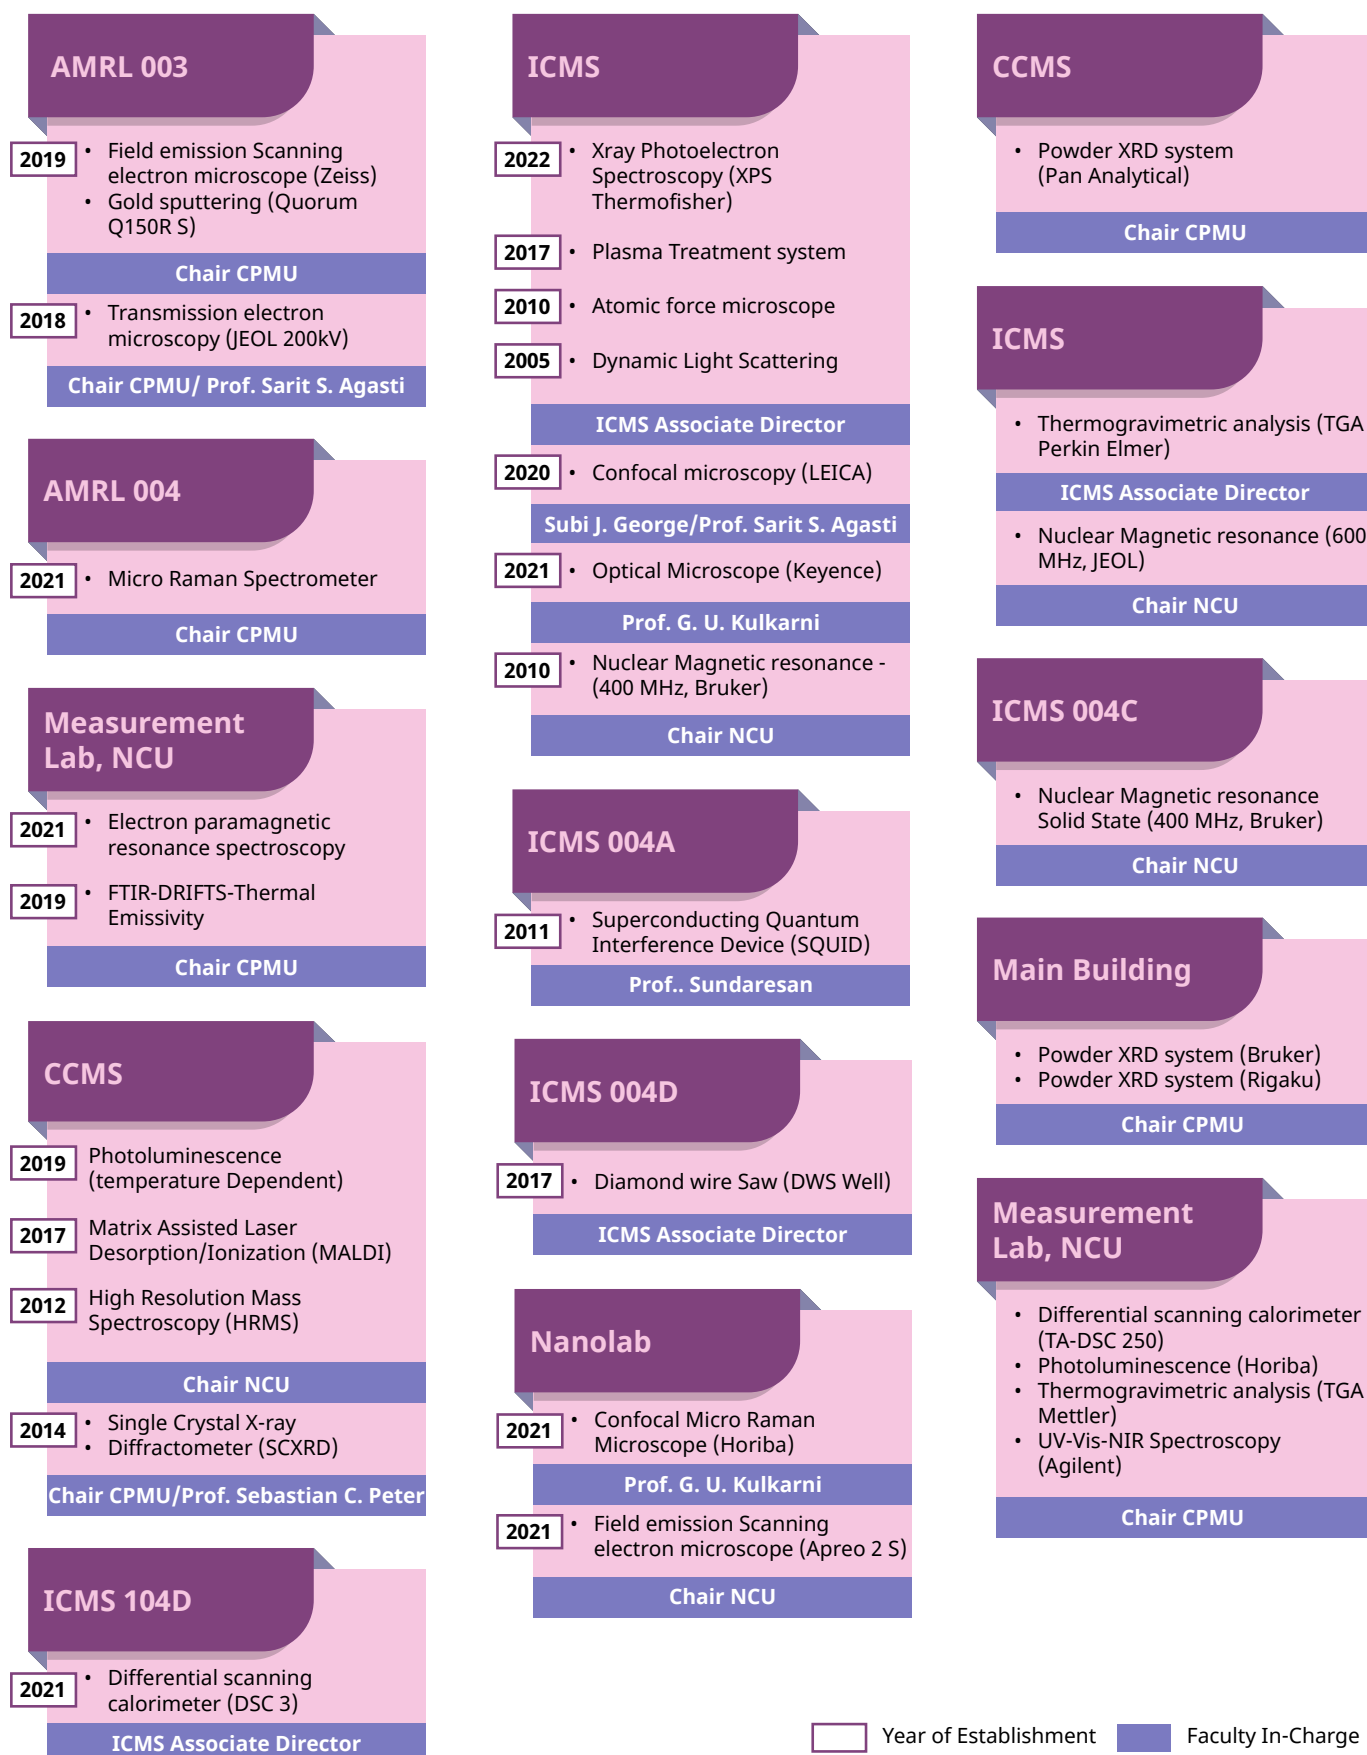 AMRL 003
2019
• Field emission Scanning
electron microscope (Zeiss)
• Gold sputtering (Quorum
Q150R S)
Chair CPMU
2018
• Transmission electron
microscopy (JEOL 200kV)
Chair CPMU/ Prof. Sarit S. Agasti
AMRL 004
2021
• Micro Raman Spectrometer
Chair CPMU
Measurement
Lab, NCU
2021
• Electron paramagnetic
resonance spectroscopy
2019
• FTIR-DRIFTS-Thermal
Emissivity
Chair CPMU
CCMS
2019
Photoluminescence
(temperature Dependent)
2017
Matrix Assisted Laser
Desorption/Ionization (MALDI)
2012
High Resolution Mass
Spectroscopy (HRMS)
Chair NCU
2014
• Single Crystal X-ray
• Diffractometer (SCXRD)
Chair CPMU/Prof. Sebastian C. Peter
ICMS 104D
2021
• Differential scanning
calorimeter (DSC 3)
ICMS Associate Director
ICMS
2022
• Xray Photoelectron
Spectroscopy (XPS
Thermofisher)
2017
• Plasma Treatment system
2010
• Atomic force microscope
2005
• Dynamic Light Scattering
ICMS Associate Director
2020
• Confocal microscopy (LEICA)
Subi J. George/Prof. Sarit S. Agasti
2021
• Optical Microscope (Keyence)
Prof. G. U. Kulkarni
2010
• Nuclear Magnetic resonance -
(400 MHz, Bruker)
Chair NCU
ICMS 004A
2011
• Superconducting Quantum
Interference Device (SQUID)
Prof.. Sundaresan
ICMS 004D
2017
• Diamond wire Saw (DWS Well)
ICMS Associate Director
Nanolab
2021
• Confocal Micro Raman
Microscope (Horiba)
Prof. G. U. Kulkarni
2021
• Field emission Scanning
electron microscope (Apreo 2 S)
Chair NCU
CCMS
• Powder XRD system
(Pan Analytical)
Chair CPMU
ICMS
• Thermogravimetric analysis (TGA
Perkin Elmer)
ICMS Associate Director
• Nuclear Magnetic resonance (600
MHz, JEOL)
Chair NCU
ICMS 004C
• Nuclear Magnetic resonance
Solid State (400 MHz, Bruker)
Chair NCU
Main Building
• Powder XRD system (Bruker)
• Powder XRD system (Rigaku)
Chair CPMU
Measurement
Lab, NCU
• Differential scanning calorimeter
(TA-DSC 250)
• Photoluminescence (Horiba)
• Thermogravimetric analysis (TGA
Mettler)
• UV-Vis-NIR Spectroscopy
(Agilent)
Chair CPMU
Year of Establishment
Faculty In-Charge